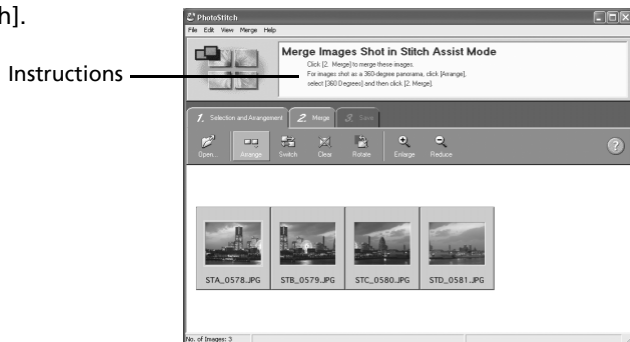 h].
PhotoStitch
File Edit View Merge Help
Merge Images Shot in Stitch Assist Mode
Click [2. Merge] to merge these images.
For images shot as a 360-degree panorama, click [Arrange],
select [360 Degrees] and then click [2. Merge].
Instructions
1. Selection and Arrangement 2. Merge 3. Save
Open... Arrange Switch Clear Rotate Enlarge Reduce ?
STA_0578.JPG STB_0579.JPG STC_0580.JPG STD_0581.JPG
No. of Images: 3